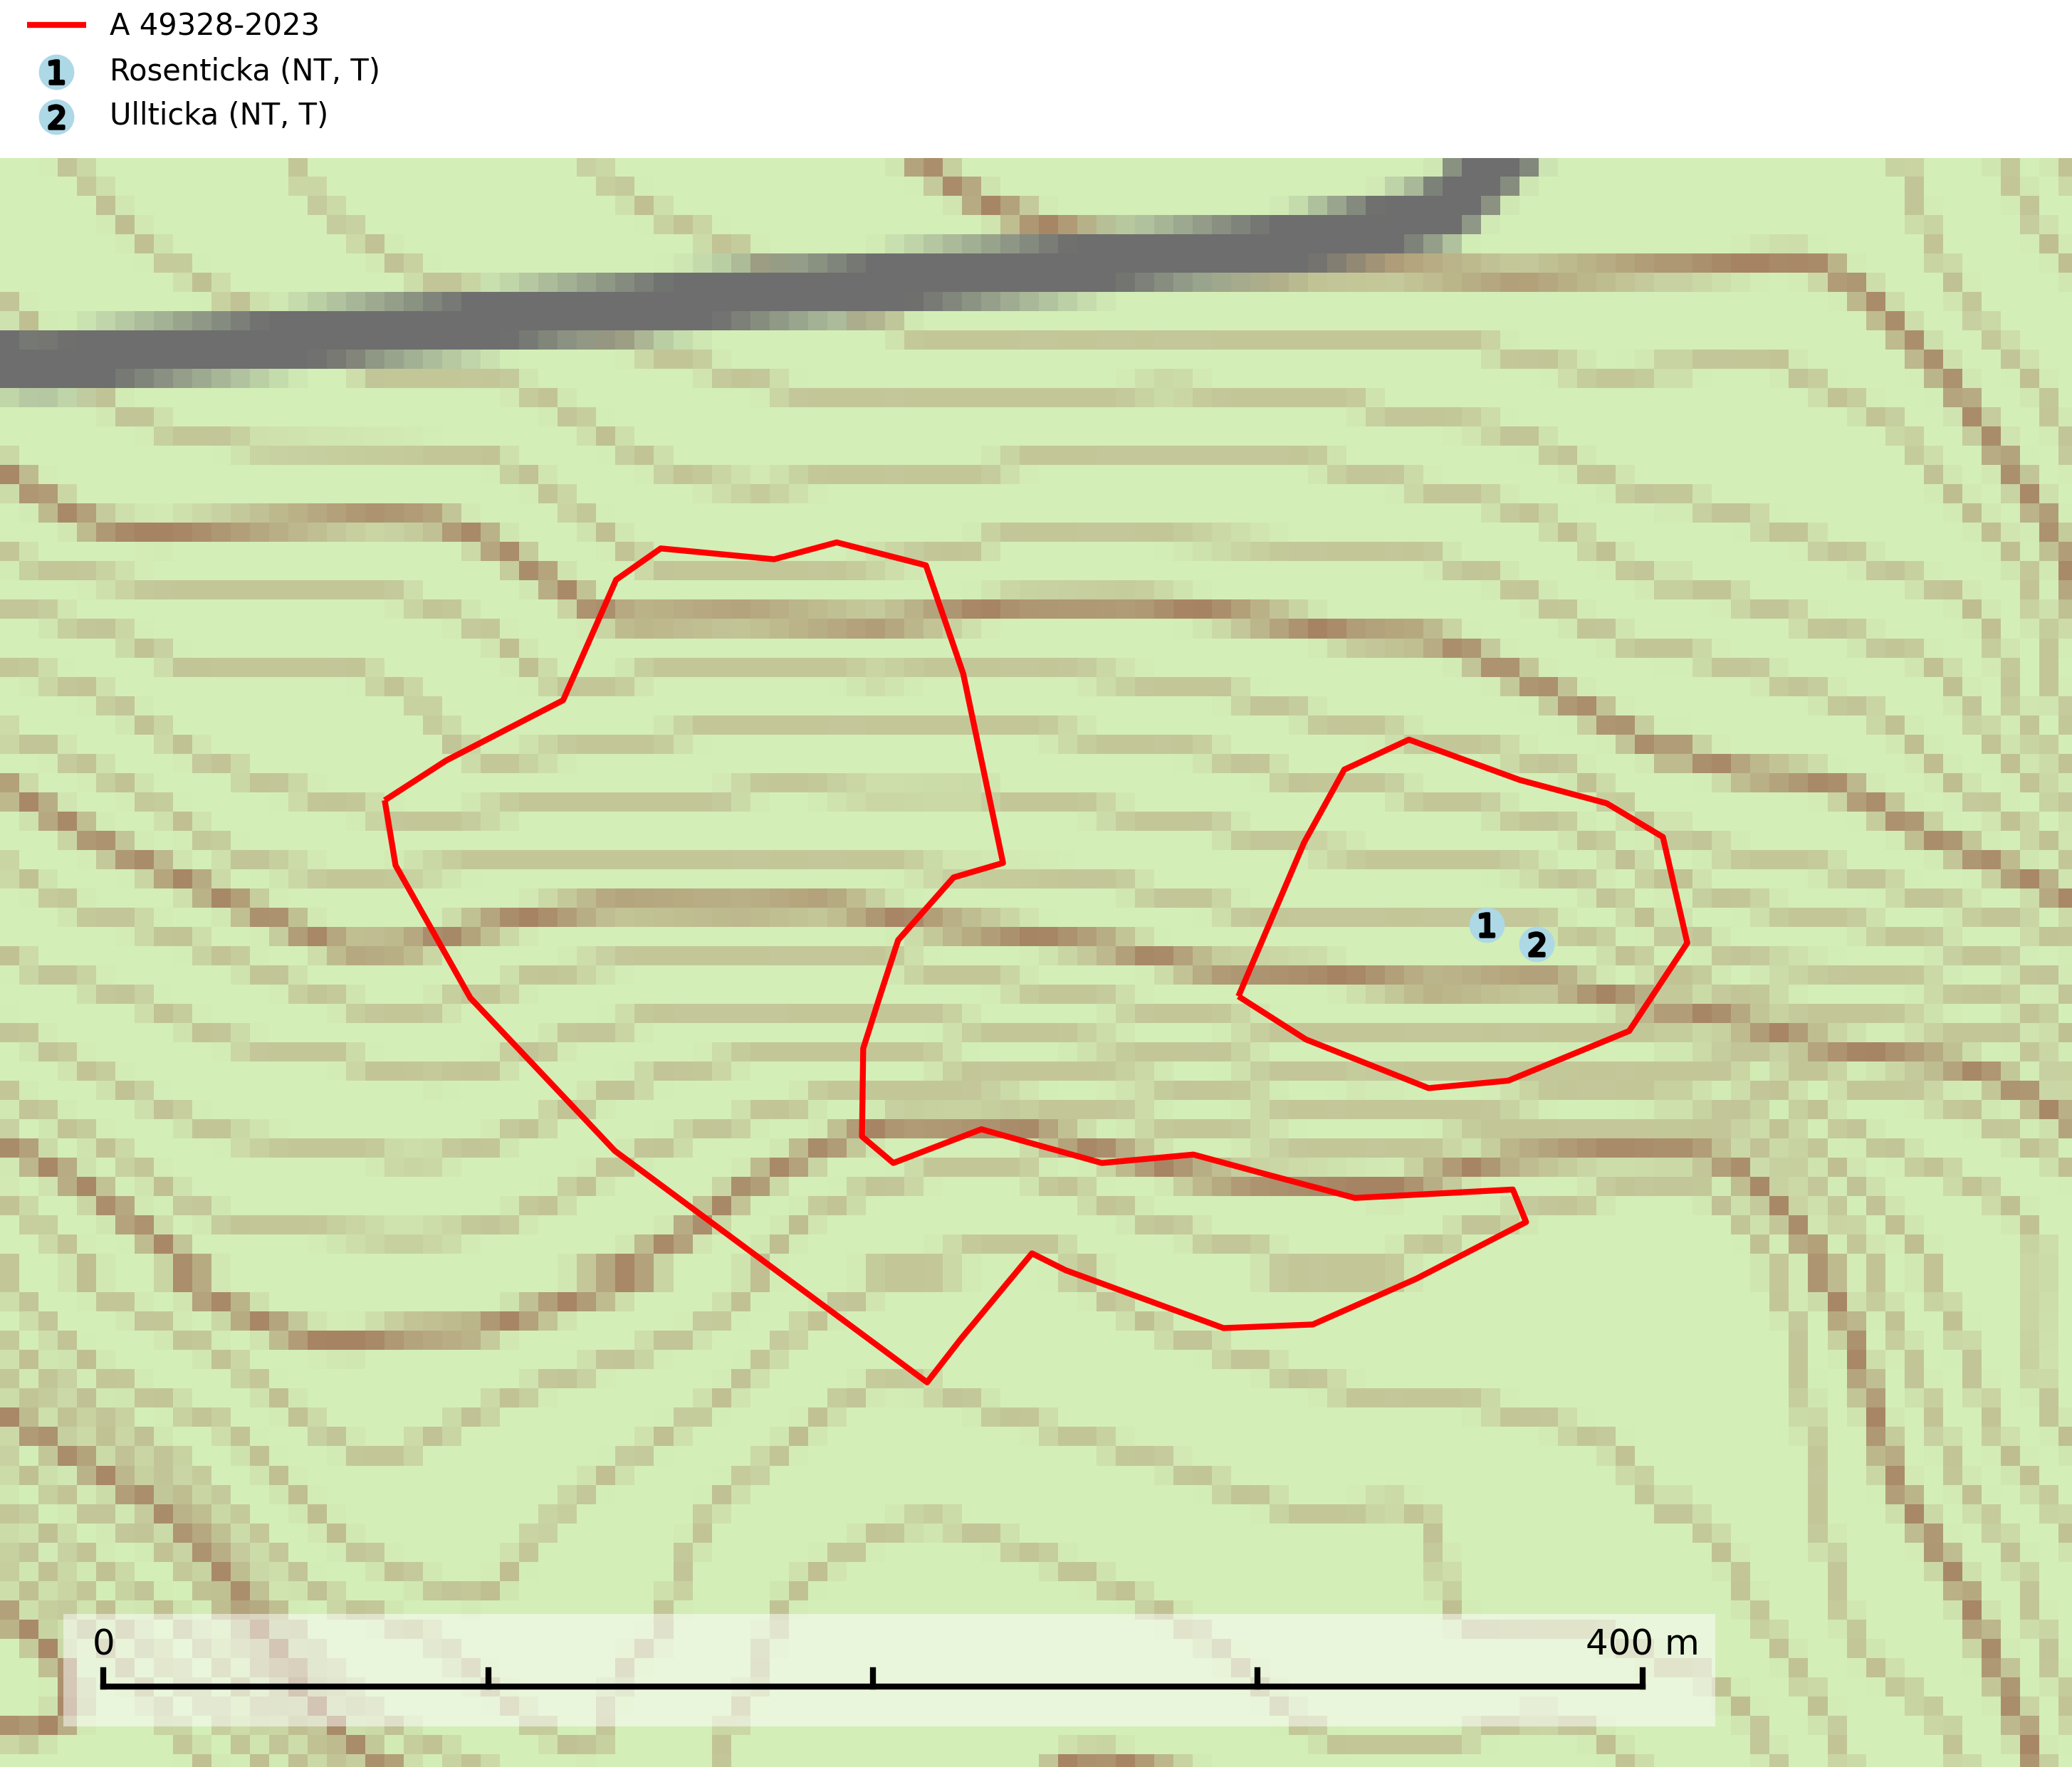 A 49328-2023
1 Rosenticka (NT, T)
2 Ullticka (NT, T)
1
2
0 400 m